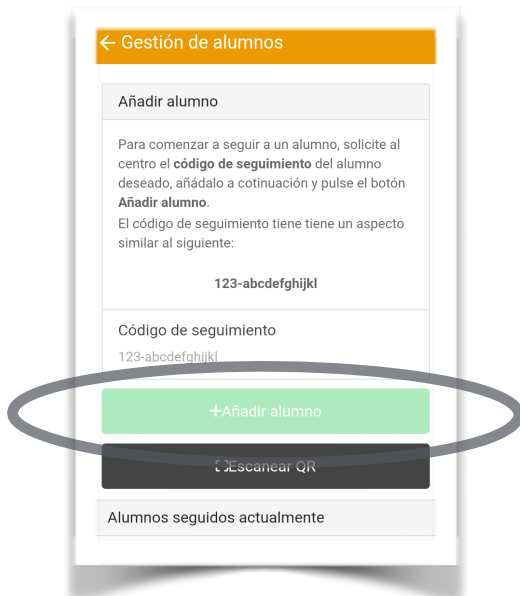 Gestión de alumnos
Añadir alumno
Para comenzar a seguir a un alumno, solicite al
centro el código de seguimiento del alumno
deseado, añádalo a cotinuación y pulse el botón
Añadir alumno.
El código de seguimiento tiene tiene un aspecto
similar al siguiente:
123-abcdefghijkl
Código de seguimiento
123-abcdefghijkl
+Añadir alumno
Escanear QR
Alumnos seguidos actualmente